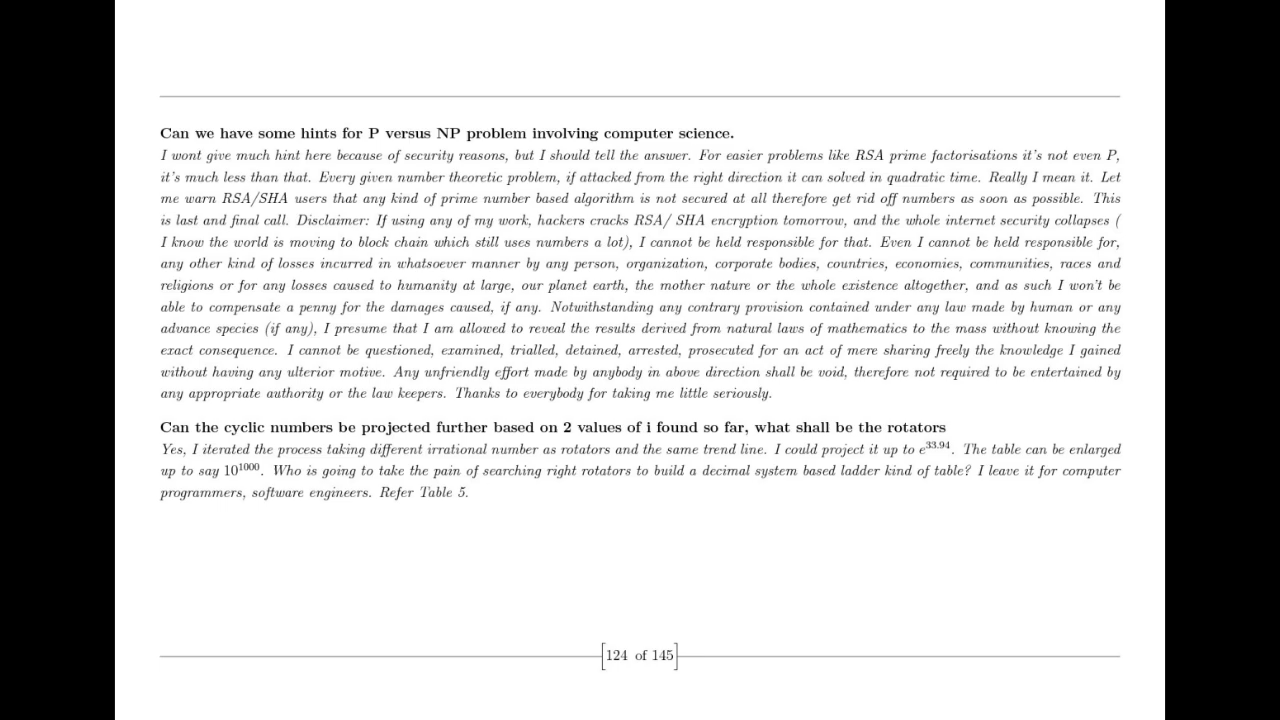 Can we have some hints for P versus NP problem involving computer science.
I wont give much hint here because of security reasons, but I should tell the answer. For easier problems like RSA prime factorisations it's not even P,
it's much less than that. Every given number theoretic problem, if attacked from the right direction it can solved in quadratic time. Really I mean it. Let
me warn RSA/SHA users that any kind of prime number based algorithm is not secured at all therefore get rid off numbers as soon as possible. This
is last and final call. Disclaimer: If using any of my work, hackers cracks RSA/ SHA encryption tomorrow, and the whole internet security collapses (
I know the world is moving to block chain which still uses numbers a lot), I cannot be held responsible for that. Even I cannot be held responsible for,
any other kind of losses incurred in whatsoever manner by any person, organization, corporate bodies, countries, economies, communities, races and
religions or for any losses caused to humanity at large, our planet earth, the mother nature or the whole existence altogether, and as such I won't be
able to compensate a penny for the damages caused, if any. Notwithstanding any contrary provision contained under any law made by human or any
advance species (if any), I presume that I am allowed to reveal the results derived from natural laws of mathematics to the mass without knowing the
exact consequence. I cannot be questioned, examined, trialled, detained, arrested, prosecuted for an act of mere sharing freely the knowledge I gained
without having any ulterior motive. Any unfriendly effort made by anybody in above direction shall be void, therefore not required to be entertained by
any appropriate authority or the law keepers. Thanks to everybody for taking me little seriously.
Can the cyclic numbers be projected further based on 2 values of i found so far, what shall be the rotators
Yes, I iterated the process taking different irrational number as rotators and the same trend line. I could project it up to e^33.94. The table can be enlarged
up to say 10^1000. Who is going to take the pain of searching right rotators to build a decimal system based ladder kind of table? I leave it for computer
programmers, software engineers. Refer Table 5.
124 of 145